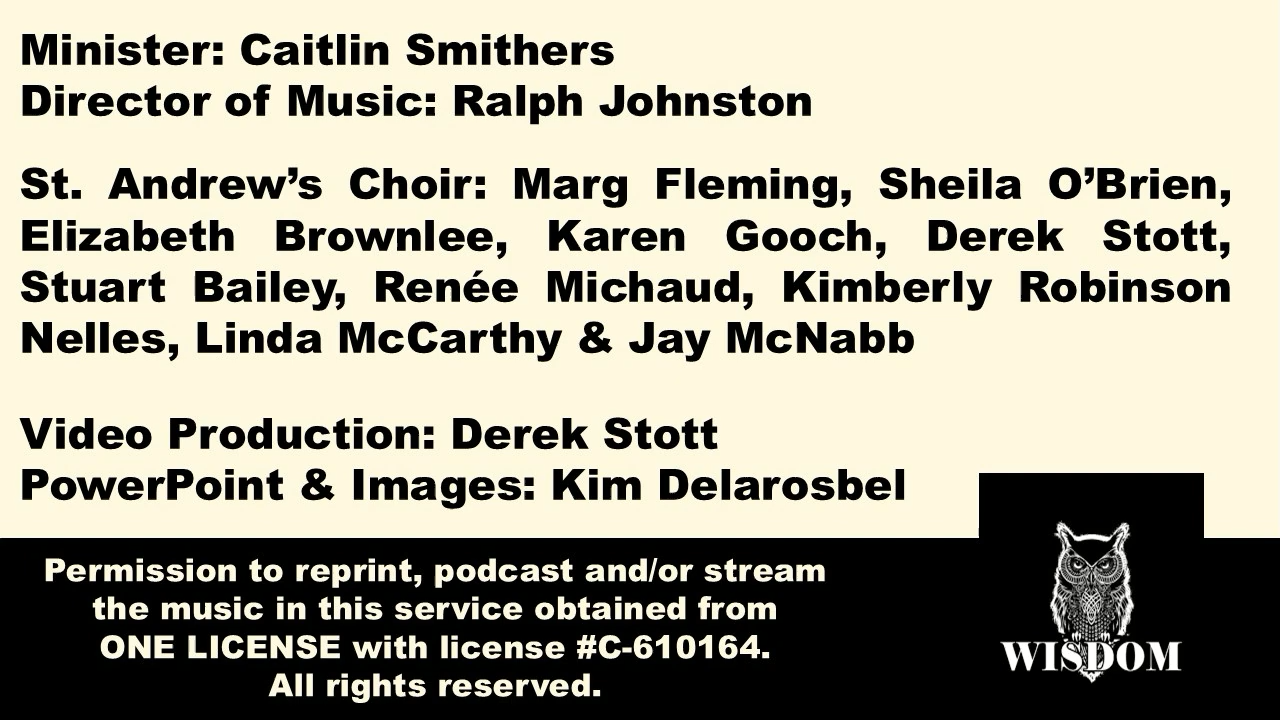 Minister: Caitlin Smithers
Director of Music: Ralph Johnston
St. Andrew’s Choir: Marg Fleming, Sheila O’Brien,
Elizabeth Brownlee, Karen Gooch, Derek Stott,
Stuart Bailey, Renée Michaud, Kimberly Robinson
Nelles, Linda McCarthy & Jay McNabb
Video Production: Derek Stott
PowerPoint & Images: Kim Delarosbel
Permission to reprint, podcast and/or stream
the music in this service obtained from
ONE LICENSE with license #C-610164.
All rights reserved.
WISDOM